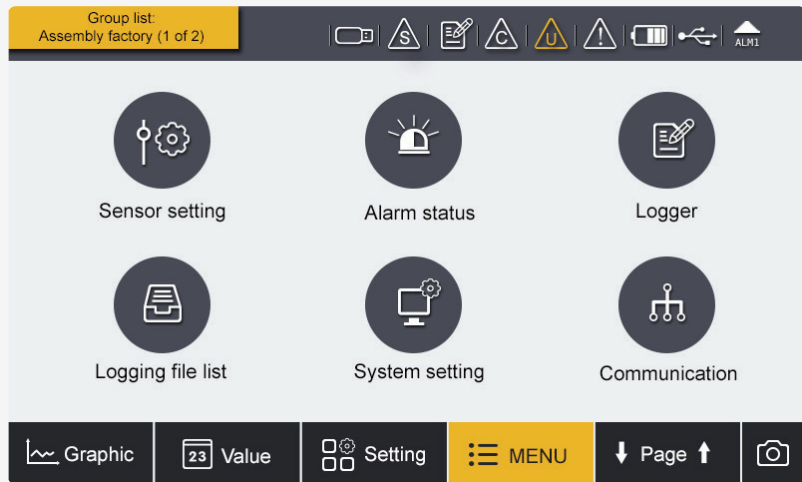 Group list:
Assembly factory (1 of 2)
S
C
U
ALM1
Sensor setting
Alarm status
Logger
Logging file list
System setting
Communication
Graphic
23 Value
Setting
MENU
Page